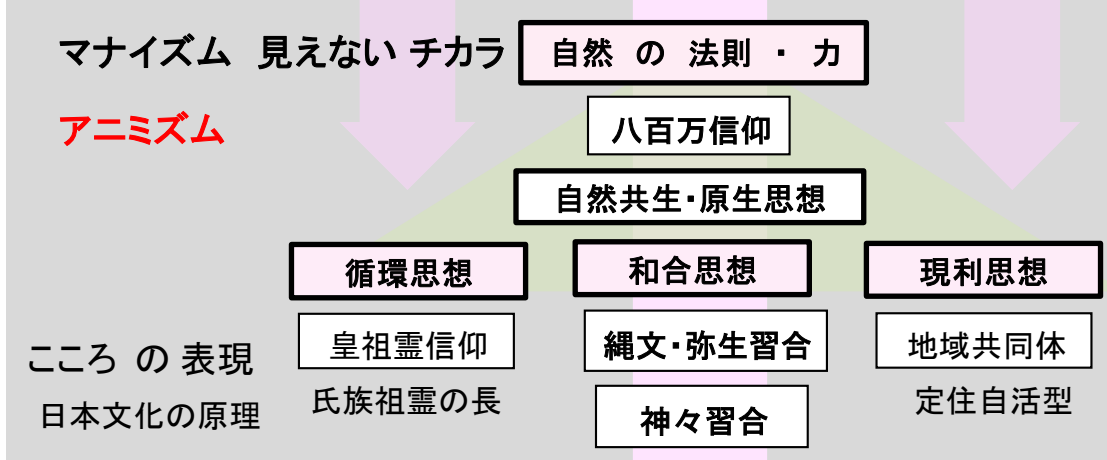 マナイズム 見えない チカラ 自然 の 法則 ・ 力
アニミズム
八百万信仰
自然共生・原生思想
循環思想 和合思想 現利思想
皇祖霊信仰 縄文・弥生習合 地域共同体
こころ の 表現
氏族祖霊の長 定住自活型
日本文化の原理 神々習合